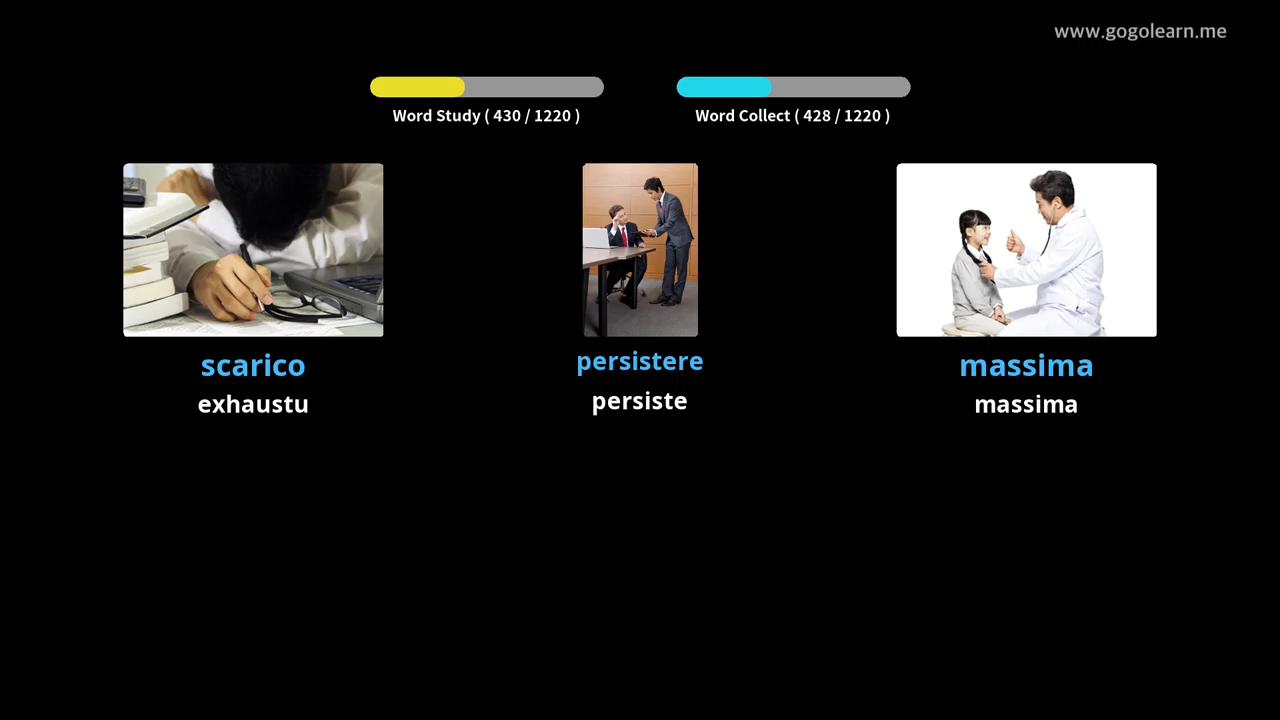 www.gogolearn.me
Word Study ( 430 / 1220 )
Word Collect ( 428 / 1220 )
scarico
exhaustu
persistere
persiste
massima
massima